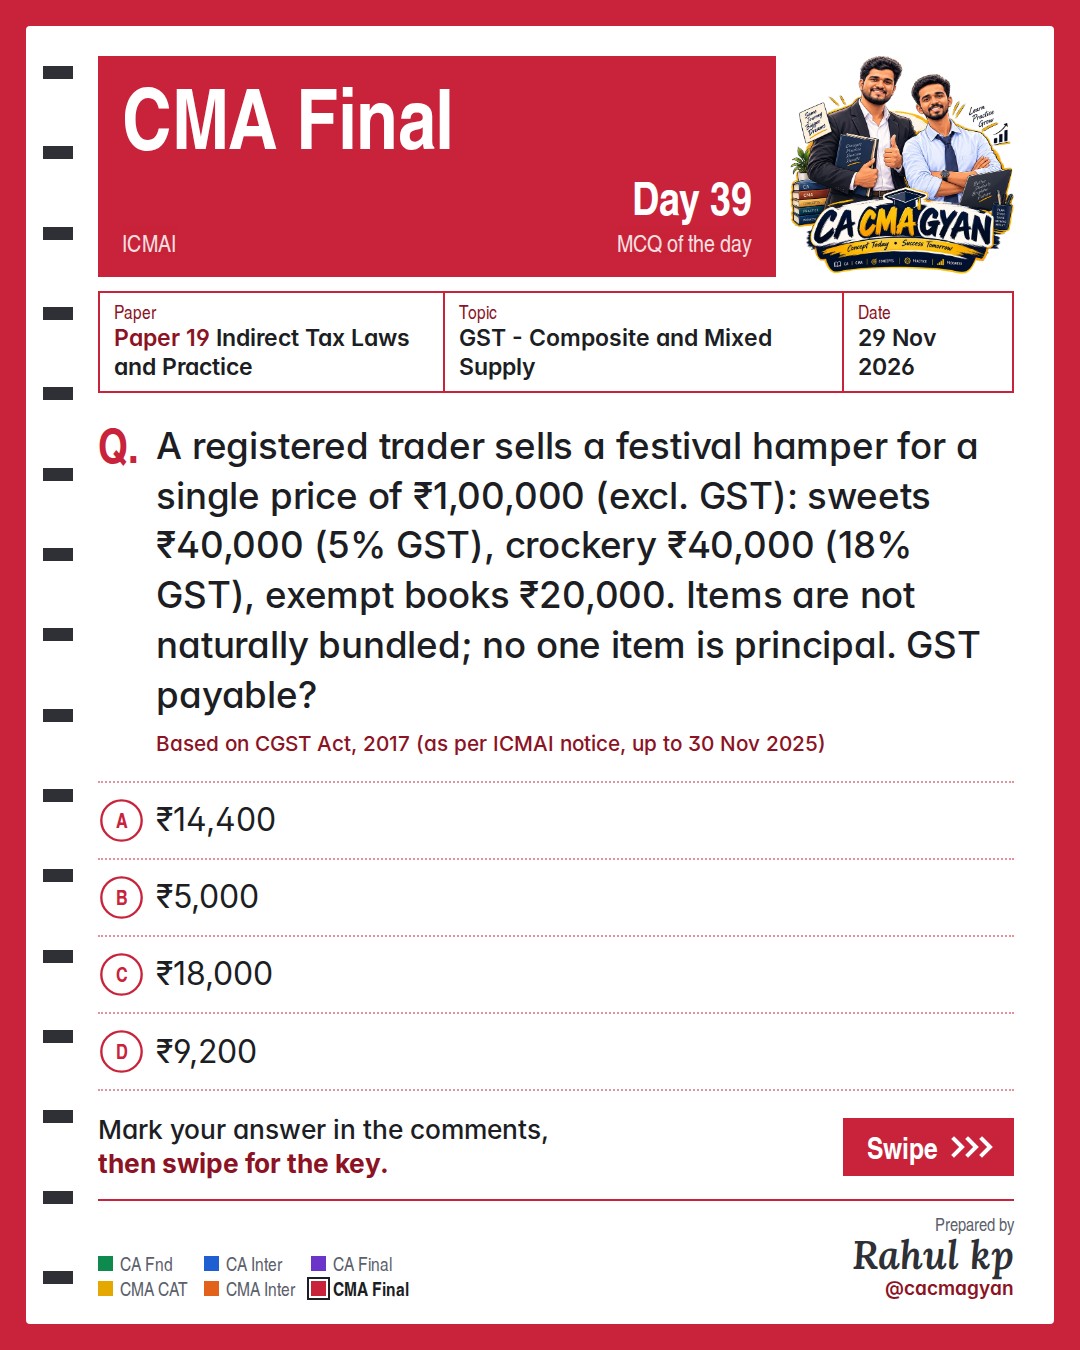 CMA Final
Day 39
ICMAI
MCQ of the day
CA CMA GYAN
Concept Today • Success Tomorrow
Learn
Practice
Grow
Paper
Paper 19 Indirect Tax Laws
and Practice
Topic
GST - Composite and Mixed
Supply
Date
29 Nov
2026
Q. A registered trader sells a festival hamper for a
single price of ₹1,00,000 (excl. GST): sweets
₹40,000 (5% GST), crockery ₹40,000 (18%
GST), exempt books ₹20,000. Items are not
naturally bundled; no one item is principal. GST
payable?
Based on CGST Act, 2017 (as per ICMAI notice, up to 30 Nov 2025)
A ₹14,400
B ₹5,000
C ₹18,000
D ₹9,200
Mark your answer in the comments,
then swipe for the key.
Swipe
Prepared by
Rahul kp
@cacmagyan
CA Fnd CA Inter CA Final
CMA CAT CMA Inter CMA Final